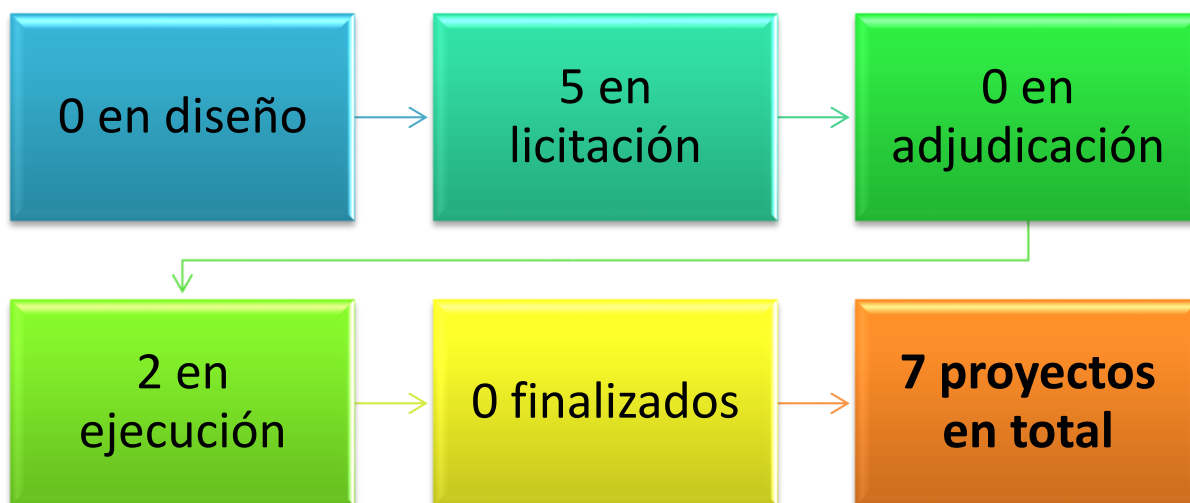 0 en diseño
5 en
licitación
0 en
adjudicación
2 en
ejecución
0 finalizados
7 proyectos
en total